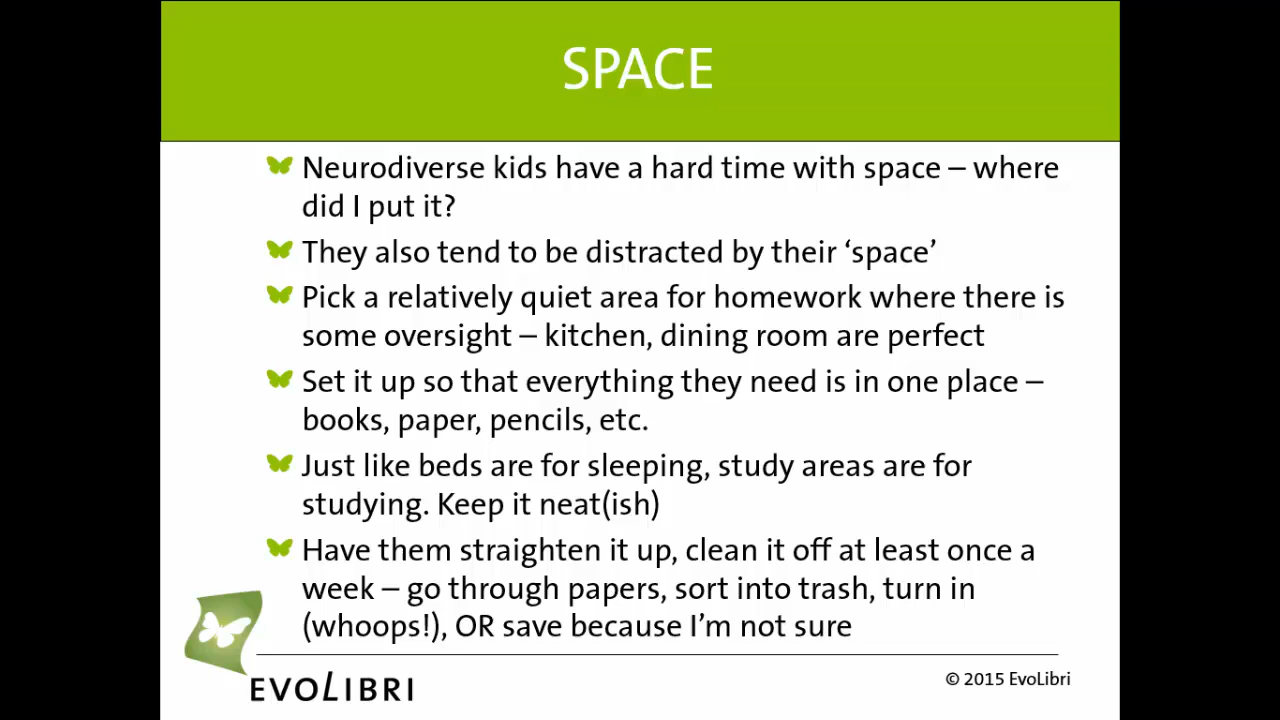 SPACE
Neurodiverse kids have a hard time with space – where
did I put it?
They also tend to be distracted by their ‘space’
Pick a relatively quiet area for homework where there is
some oversight – kitchen, dining room are perfect
Set it up so that everything they need is in one place –
books, paper, pencils, etc.
Just like beds are for sleeping, study areas are for
studying. Keep it neat(ish)
Have them straighten it up, clean it off at least once a
week – go through papers, sort into trash, turn in
(whoops!), OR save because I’m not sure
EVOLIBRI
© 2015 EvoLibri